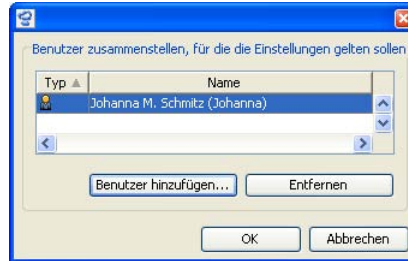 Benutzer zusammenstellen, für die die Einstellungen gelten sollen
Typ Name
Johanna M. Schmitz (Johanna)
Benutzer hinzufügen... Entfernen
OK Abbrechen